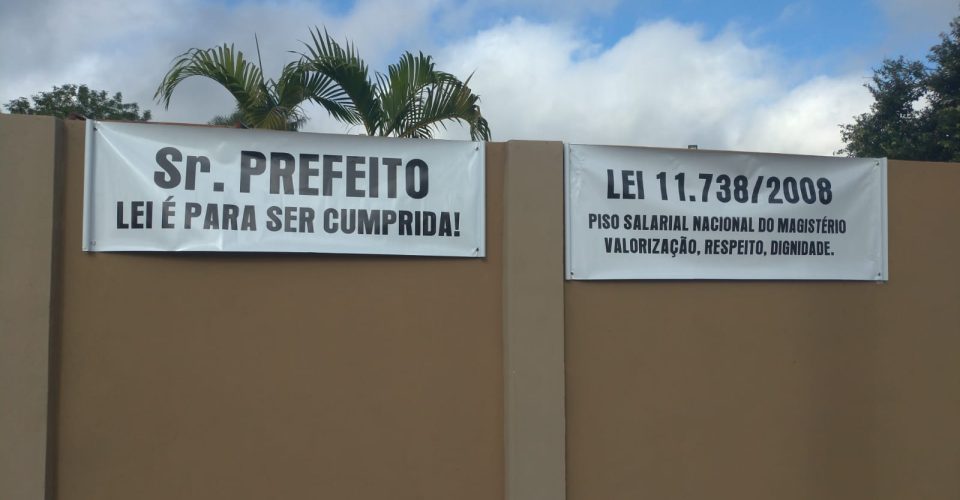 Sr. PREFEITO
LEI É PARA SER CUMPRIDA!
LEI 11.738/2008
PISO SALARIAL NACIONAL DO MAGISTÉRIO
VALORIZAÇÃO, RESPEITO, DIGNIDADE.